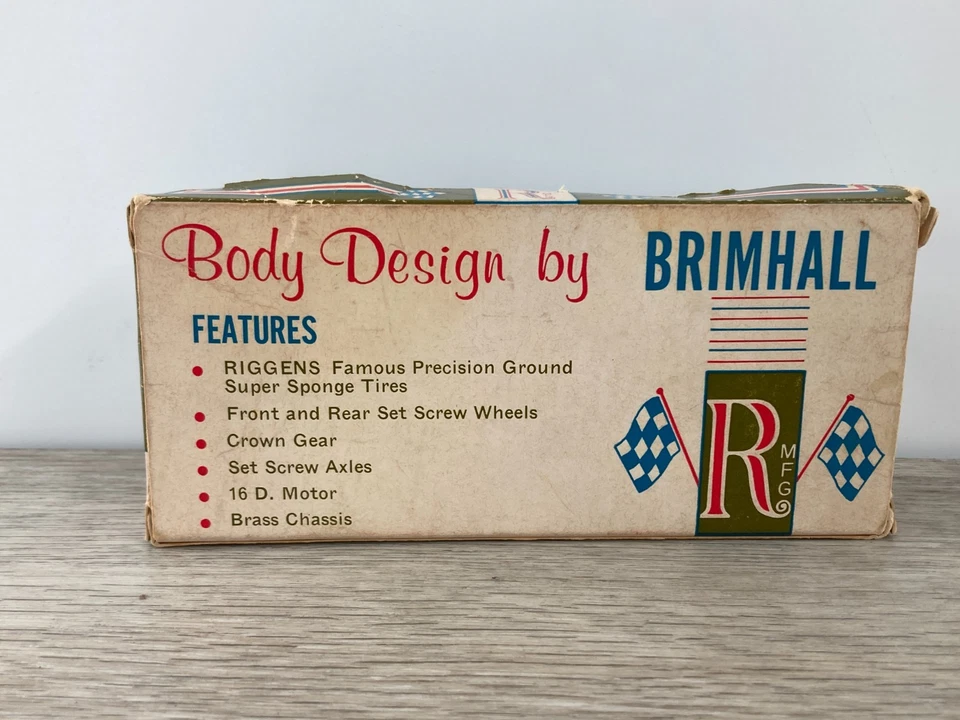 R
Body Design by BRIMHALL
FEATURES
RIGGENS Famous Precision Ground
Super Sponge Tires
Front and Rear Set Screw Wheels
Crown Gear
Set Screw Axles
16 D. Motor
Brass Chassis
R MFG